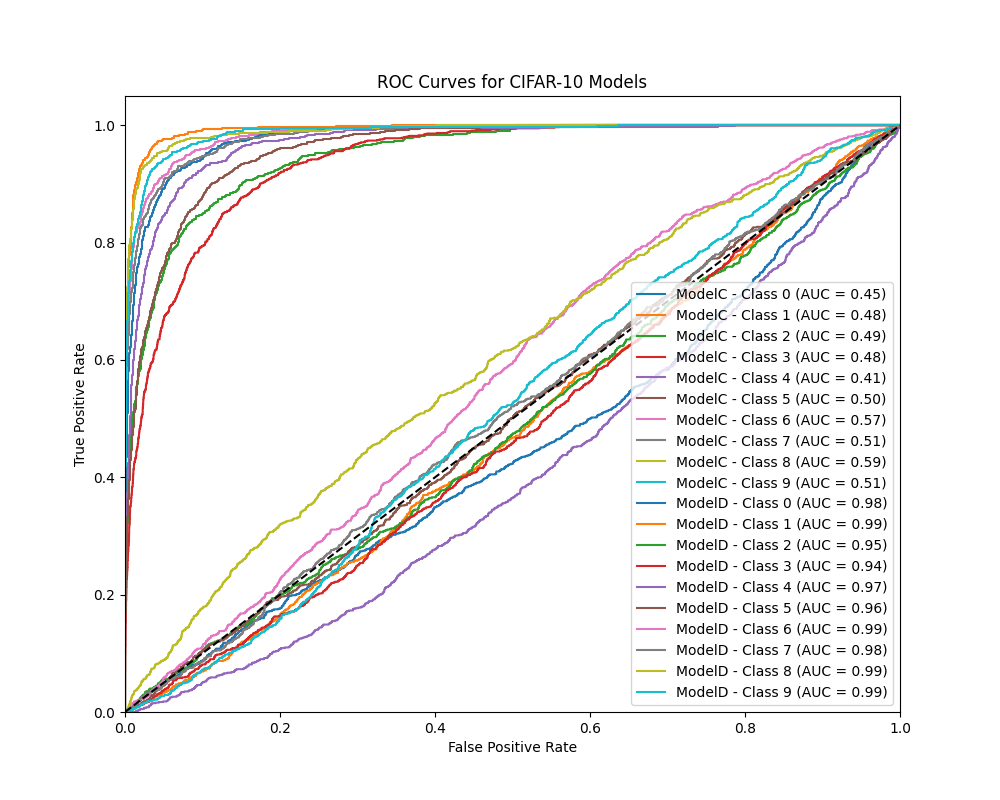 ROC Curves for CIFAR-10 Models
1.0
0.8
0.6
0.4
0.2
0.0
True Positive Rate
ModelC - Class 0 (AUC = 0.45)
ModelC - Class 1 (AUC = 0.48)
ModelC - Class 2 (AUC = 0.49)
ModelC - Class 3 (AUC = 0.48)
ModelC - Class 4 (AUC = 0.41)
ModelC - Class 5 (AUC = 0.50)
ModelC - Class 6 (AUC = 0.57)
ModelC - Class 7 (AUC = 0.51)
ModelC - Class 8 (AUC = 0.59)
ModelC - Class 9 (AUC = 0.51)
ModelD - Class 0 (AUC = 0.98)
ModelD - Class 1 (AUC = 0.99)
ModelD - Class 2 (AUC = 0.95)
ModelD - Class 3 (AUC = 0.94)
ModelD - Class 4 (AUC = 0.97)
ModelD - Class 5 (AUC = 0.96)
ModelD - Class 6 (AUC = 0.99)
ModelD - Class 7 (AUC = 0.98)
ModelD - Class 8 (AUC = 0.99)
ModelD - Class 9 (AUC = 0.99)
0.0 0.2 0.4 0.6 0.8 1.0
False Positive Rate